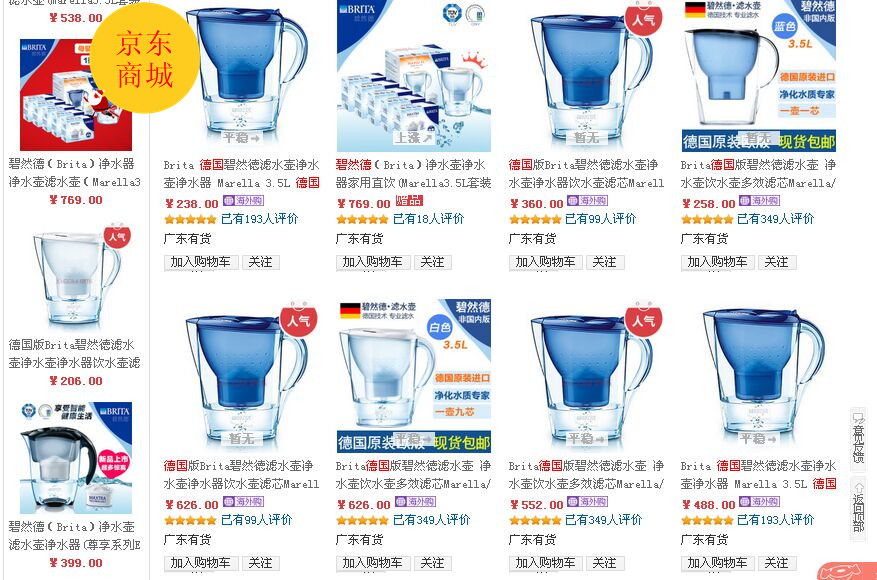 滤水壶(Marella3.5L套装
¥538.00
京东
商城
BRITA
碧然德(Brita)净水器
净水壶滤水壶(Marella3
¥769.00
人气
德国版Brita碧然徳滤水
壶净水壶净水器饮水壶滤
¥206.00
享受智能
健康生活
BRITA
新品上市
MAXTRA
碧然德(Brita)净水壶
滤水壶净水器(尊享系列)E
¥399.00
平稳
Brita 德国碧然徳滤水壶净水
壶净水器 Marella 3.5L 德国
¥238.00 海外购
已有193人评价
广东有货
加入购物车 关注
BRITA
碧然德
上涨
碧然德(Brita)净水壶净水
器家用直饮(Marella3.5L套装
¥769.00 赠品
已有18人评价
广东有货
加入购物车 关注
人气
暂无
德国版Brita碧然徳滤水壶净
水壶净水器饮水壶滤芯Marell
¥360.00 海外购
已有99人评价
广东有货
加入购物车 关注
碧然德·滤水壶
德国技术 专业滤水
碧然德
非国内版
蓝色
3.5L
德国原装进口
净化水质专家
一壶一芯
德国原装
现货包邮
暂无
Brita德国版碧然徳滤水壶 净
水壶饮水壶多效滤芯Marella/
¥258.00 海外购
已有349人评价
广东有货
加入购物车 关注
人气
暂无
德国版Brita碧然徳滤水壶净
水壶净水器饮水壶滤芯Marell
¥626.00 海外购
已有99人评价
广东有货
加入购物车 关注
碧然德·滤水壶
德国技术 专业滤水
碧然德
非国内版
白色
3.5L
德国原装进口
净化水质专家
一壶九芯
德国原装
现货包邮
平稳
Brita德国版碧然徳滤水壶 净
水壶饮水壶多效滤芯Marella/
¥626.00 海外购
已有349人评价
广东有货
加入购物车 关注
人气
平稳
Brita德国版碧然徳滤水壶 净
水壶饮水壶多效滤芯Marella/
¥552.00 海外购
已有349人评价
广东有货
加入购物车 关注
平稳
Brita 德国碧然徳滤水壶净水
壶净水器 Marella 3.5L 德国
¥488.00 海外购
已有193人评价
广东有货
加入购物车 关注
意见反馈
返回顶部